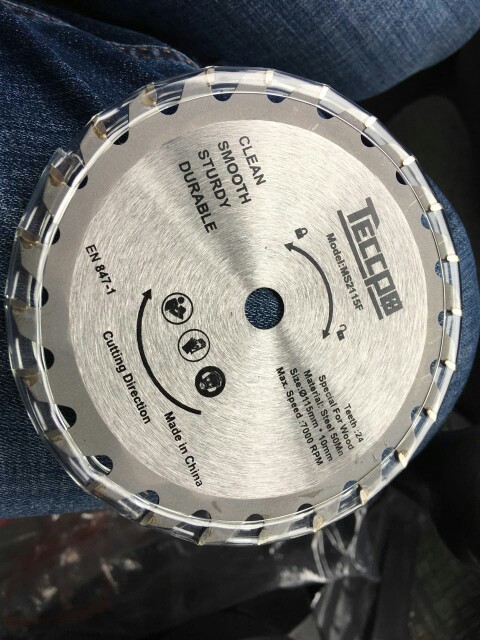 TECCPO
Model:MS2115F
CLEAN
SMOOTH
STURDY
DURABLE
EN 847-1
Cutting Direction
Made in China
Teeth :24
Special For Wood
Material: Steel 50Mn
Size:Ø115mm * 10mm
Max. Speed :7000 RPM